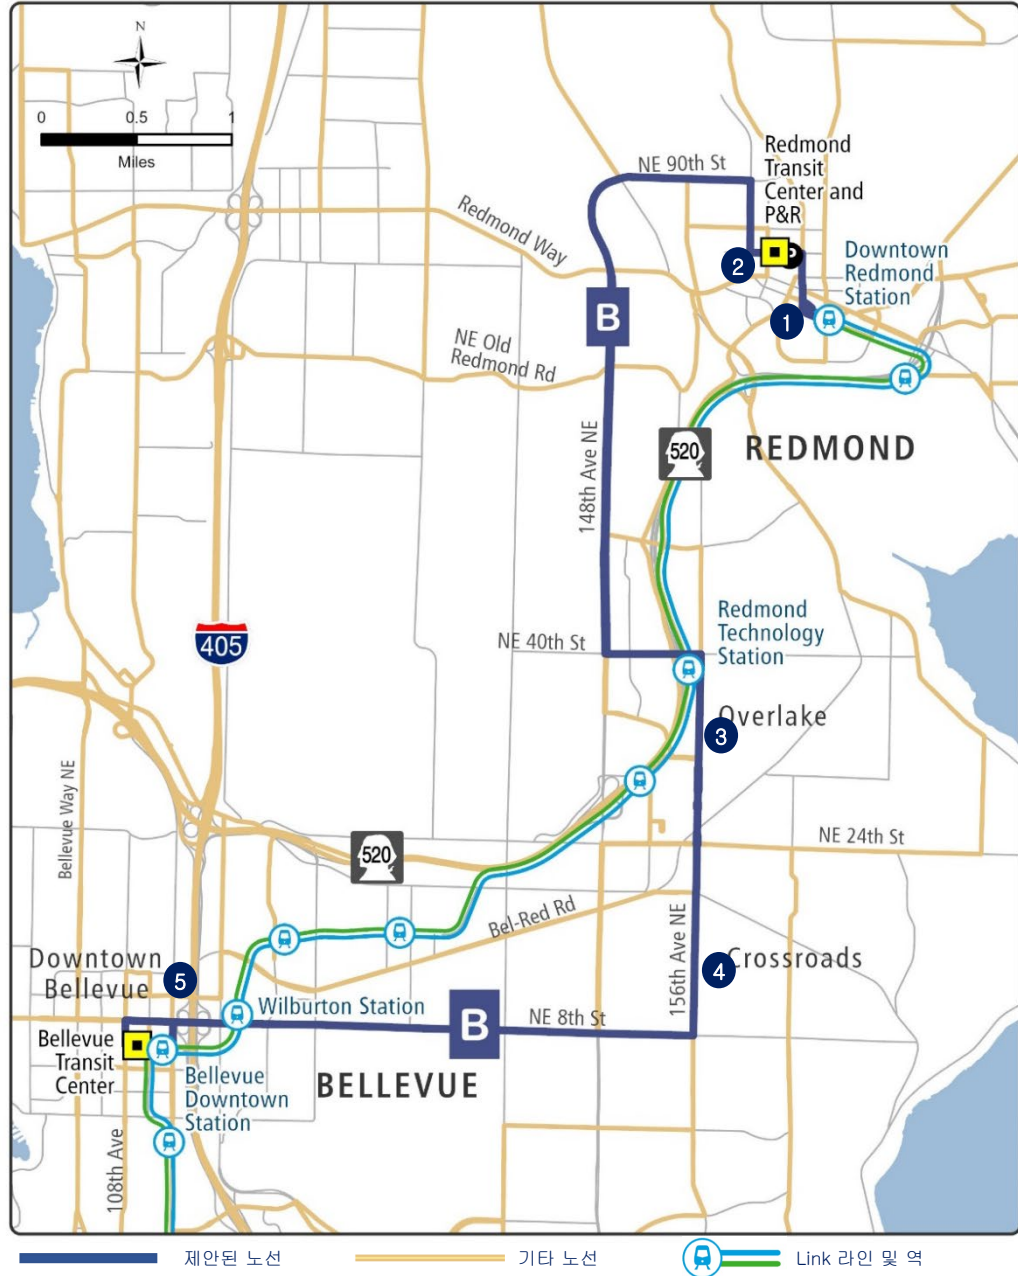 N
0 0.5 1
Miles
NE 90th St
Redmond
Transit
Center and
P&R
Redmond Way
2
Downtown
Redmond
Station
1
B
NE Old
Redmond Rd
520
REDMOND
148th Ave NE
Redmond
Technology
Station
405
NE 40th St
Overlake
3
Bellevue Way NE
NE 24th St
520
Bel-Red Rd
156th Ave NE
Downtown
Bellevue
5
4
Crossroads
Wilburton Station
B
NE 8th St
Bellevue
Transit
Center
Bellevue
Downtown
Station
BELLEVUE
108th Ave
제안된 노선
기타 노선
Link 라인 및 역